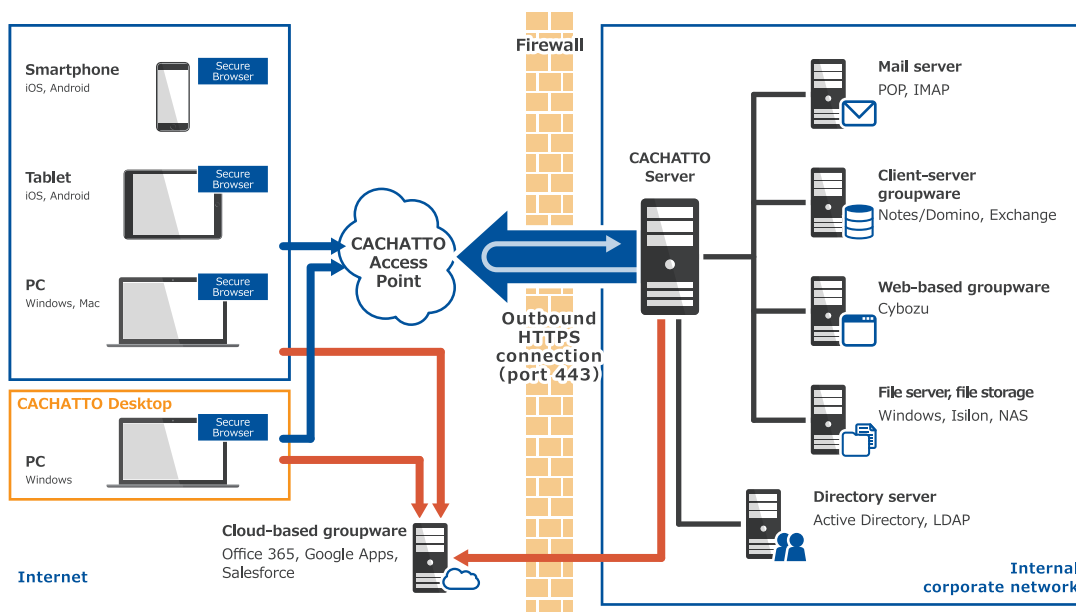 Smartphone
iOS, Android
Secure
Browser
Tablet
iOS, Android
Secure
Browser
PC
Windows, Mac
Secure
Browser
CACHATTO Desktop
PC
Windows
Secure
Browser
Internet
CACHATTO
Access
Point
Cloud-based groupware
Office 365, Google Apps,
Salesforce
Firewall
Outbound
HTTPS
connection
(port 443)
CACHATTO
Server
Mail server
POP, IMAP
Client-server
groupware
Notes/Domino, Exchange
Web-based groupware
Cybozu
File server, file storage
Windows, Isilon, NAS
Directory server
Active Directory, LDAP
Internal
corporate network